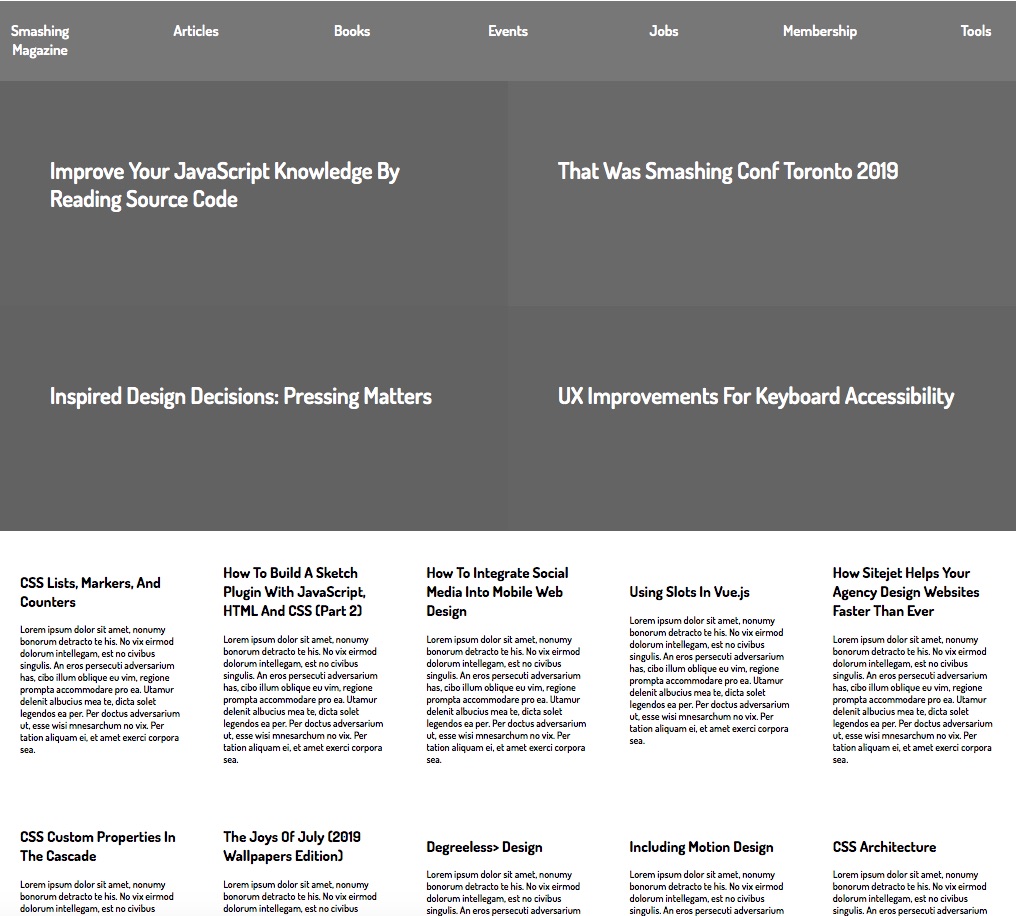 Smashing
Magazine
Articles
Books
Events
Jobs
Membership
Tools
Improve Your JavaScript Knowledge By
Reading Source Code
That Was Smashing Conf Toronto 2019
Inspired Design Decisions: Pressing Matters
UX Improvements For Keyboard Accessibility
CSS Lists, Markers, And
Counters
Lorem ipsum dolor sit amet, nonumy
bonorum detracto te his. No vix eirmod
dolorum intellegam, est no civibus
singulis. An eros persecuti adversarium
has, cibo illum oblique eu vim, regione
prompta accommodare pro ea. Utamur
delenit albucius mea te, dicta solet
legendos ea per. Per doctus adversarium
ut, esse wisi mnesarchum no vix. Per
tation aliquam ei, et amet exerci corpora
sea.
How To Build A Sketch
Plugin With JavaScript,
HTML And CSS (Part 2)
Lorem ipsum dolor sit amet, nonumy
bonorum detracto te his. No vix eirmod
dolorum intellegam, est no civibus
singulis. An eros persecuti adversarium
has, cibo illum oblique eu vim, regione
prompta accommodare pro ea. Utamur
delenit albucius mea te, dicta solet
legendos ea per. Per doctus adversarium
ut, esse wisi mnesarchum no vix. Per
tation aliquam ei, et amet exerci corpora
sea.
How To Integrate Social
Media Into Mobile Web
Design
Lorem ipsum dolor sit amet, nonumy
bonorum detracto te his. No vix eirmod
dolorum intellegam, est no civibus
singulis. An eros persecuti adversarium
has, cibo illum oblique eu vim, regione
prompta accommodare pro ea. Utamur
delenit albucius mea te, dicta solet
legendos ea per. Per doctus adversarium
ut, esse wisi mnesarchum no vix. Per
tation aliquam ei, et amet exerci corpora
sea.
Using Slots In Vue.js
Lorem ipsum dolor sit amet, nonumy
bonorum detracto te his. No vix eirmod
dolorum intellegam, est no civibus
singulis. An eros persecuti adversarium
has, cibo illum oblique eu vim, regione
prompta accommodare pro ea. Utamur
delenit albucius mea te, dicta solet
legendos ea per. Per doctus adversarium
ut, esse wisi mnesarchum no vix. Per
tation aliquam ei, et amet exerci corpora
sea.
How Sitejet Helps Your
Agency Design Websites
Faster Than Ever
Lorem ipsum dolor sit amet, nonumy
bonorum detracto te his. No vix eirmod
dolorum intellegam, est no civibus
singulis. An eros persecuti adversarium
has, cibo illum oblique eu vim, regione
prompta accommodare pro ea. Utamur
delenit albucius mea te, dicta solet
legendos ea per. Per doctus adversarium
ut, esse wisi mnesarchum no vix. Per
tation aliquam ei, et amet exerci corpora
sea.
CSS Custom Properties In
The Cascade
Lorem ipsum dolor sit amet, nonumy
bonorum detracto te his. No vix eirmod
dolorum intellegam, est no civibus
The Joys Of July (2019
Wallpapers Edition)
Lorem ipsum dolor sit amet, nonumy
bonorum detracto te his. No vix eirmod
dolorum intellegam, est no civibus
Degreeless> Design
Lorem ipsum dolor sit amet, nonumy
bonorum detracto te his. No vix eirmod
dolorum intellegam, est no civibus
singulis. An eros persecuti adversarium
Including Motion Design
Lorem ipsum dolor sit amet, nonumy
bonorum detracto te his. No vix eirmod
dolorum intellegam, est no civibus
singulis. An eros persecuti adversarium
CSS Architecture
Lorem ipsum dolor sit amet, nonumy
bonorum detracto te his. No vix eirmod
dolorum intellegam, est no civibus
singulis. An eros persecuti adversarium